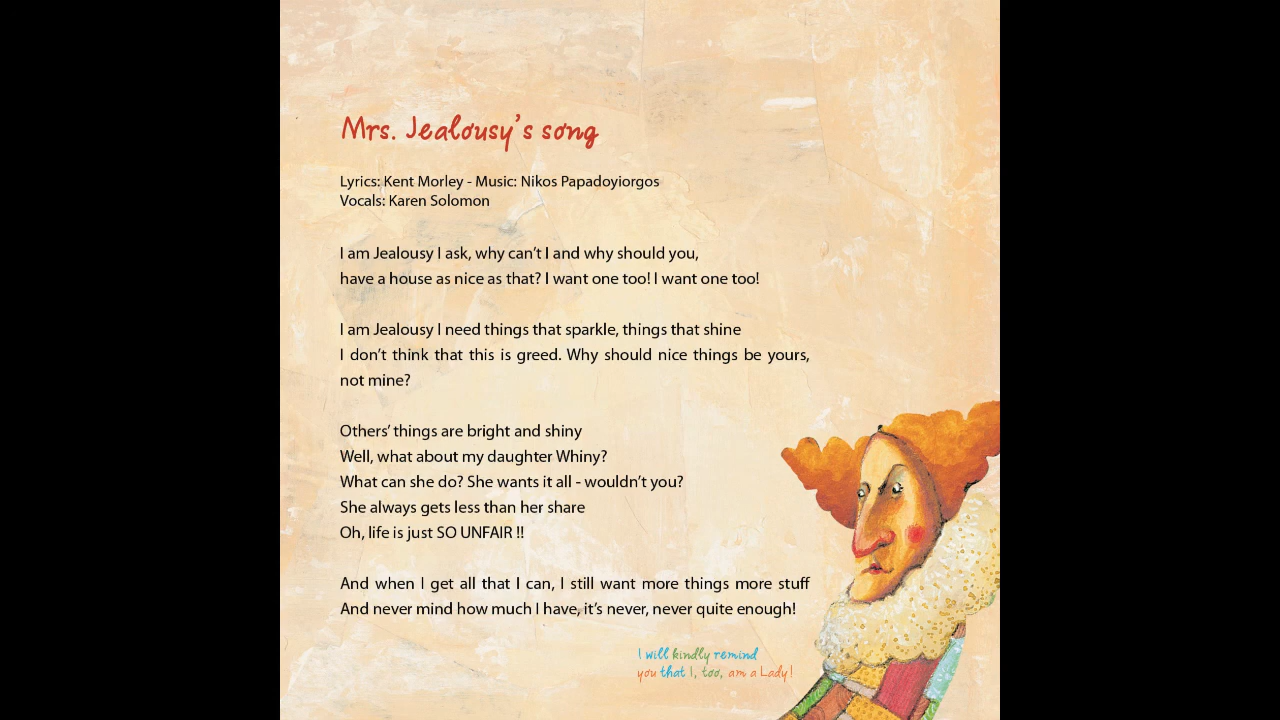 Mrs. Jealousy's song
Lyrics: Kent Morley - Music: Nikos Papadoyiorgos
Vocals: Karen Solomon
I am Jealousy I ask, why can't I and why should you,
have a house as nice as that? I want one too! I want one too!
I am Jealousy I need things that sparkle, things that shine
I don't think that this is greed. Why should nice things be yours,
not mine?
Others' things are bright and shiny
Well, what about my daughter Whiny?
What can she do? She wants it all - wouldn't you?
She always gets less than her share
Oh, life is just SO UNFAIR !!
And when I get all that I can, I still want more things more stuff
And never mind how much I have, it's never, never quite enough!
I will kindly remind
you that I, too, am a Lady!